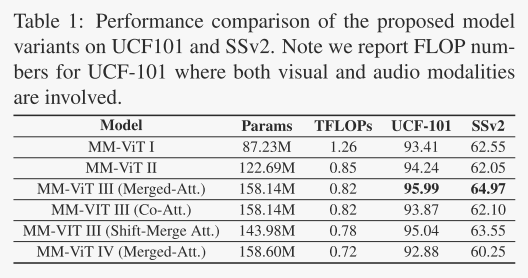 Table 1: Performance comparison of the proposed model
variants on UCF101 and SSv2. Note we report FLOP num-
bers for UCF-101 where both visual and audio modalities
are involved.
Model Params TFLOPs UCF-101 SSv2
MM-ViT I 87.23M 1.26 93.41 62.55
MM-ViT II 122.69M 0.85 94.24 62.05
MM-ViT III (Merged-Att.) 158.14M 0.82 95.99 64.97
MM-VIT III (Co-Att.) 158.14M 0.82 93.87 62.10
MM-VIT III (Shift-Merge Att.) 143.98M 0.78 95.04 63.55
MM-ViT IV (Merged-Att.) 158.60M 0.72 92.88 60.25